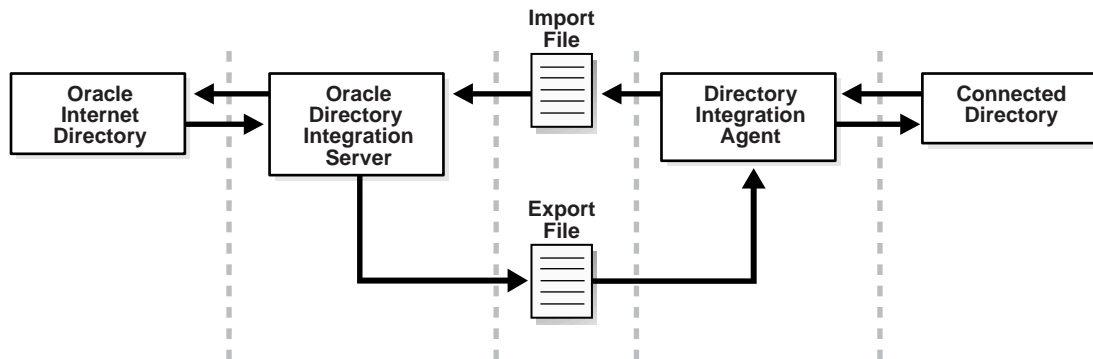 Import
File
Oracle
Internet
Directory
Oracle
Directory
Integration
Server
Directory
Integration
Agent
Connected
Directory
Export
File